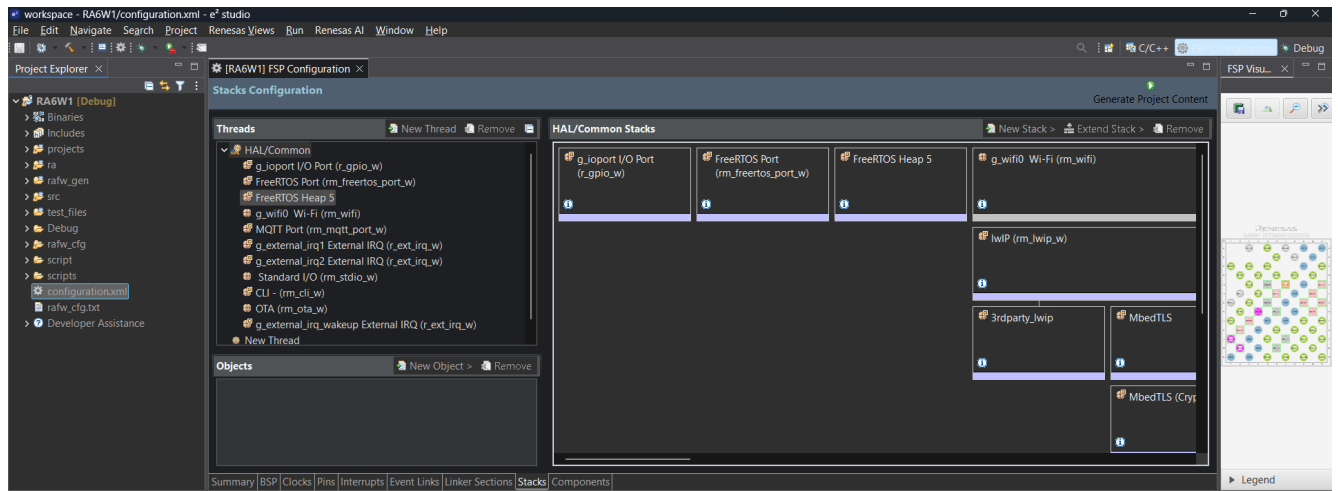 workspace - RA6W1/configuration.xml - e² studio
File Edit Navigate Search Project Renesas Views Run Renesas AI Window Help
C/C++ Debug
Project Explorer
RA6W1 [Debug]
Binaries
Includes
projects
ra
rafw_gen
src
test_files
Debug
rafw_cfg
script
scripts
configuration.xml
rafw_cfg.txt
Developer Assistance
[RA6W1] FSP Configuration
Stacks Configuration
Generate Project Content
Threads New Thread Remove
HAL/Common
g_ioport I/O Port (r_gpio_w)
FreeRTOS Port (rm_freertos_port_w)
FreeRTOS Heap 5
g_wifi0 Wi-Fi (rm_wifi)
MQTT Port (rm_mqtt_port_w)
g_external_irq1 External IRQ (r_ext_irq_w)
g_external_irq2 External IRQ (r_ext_irq_w)
Standard I/O (rm_stdio_w)
CLI - (rm_cli_w)
OTA (rm_ota_w)
g_external_irq_wakeup External IRQ (r_ext_irq_w)
New Thread
Objects New Object > Remove
HAL/Common Stacks New Stack > Extend Stack > Remove
g_ioport I/O Port
(r_gpio_w)
FreeRTOS Port
(rm_freertos_port_w)
FreeRTOS Heap 5
g_wifi0 Wi-Fi (rm_wifi)
lwIP (rm_lwip_w)
3rdparty_lwip
MbedTLS
MbedTLS (Cryp
Summary BSP Clocks Pins Interrupts Event Links Linker Sections Stacks Components
FSP Visu...
RENESAS
Legend